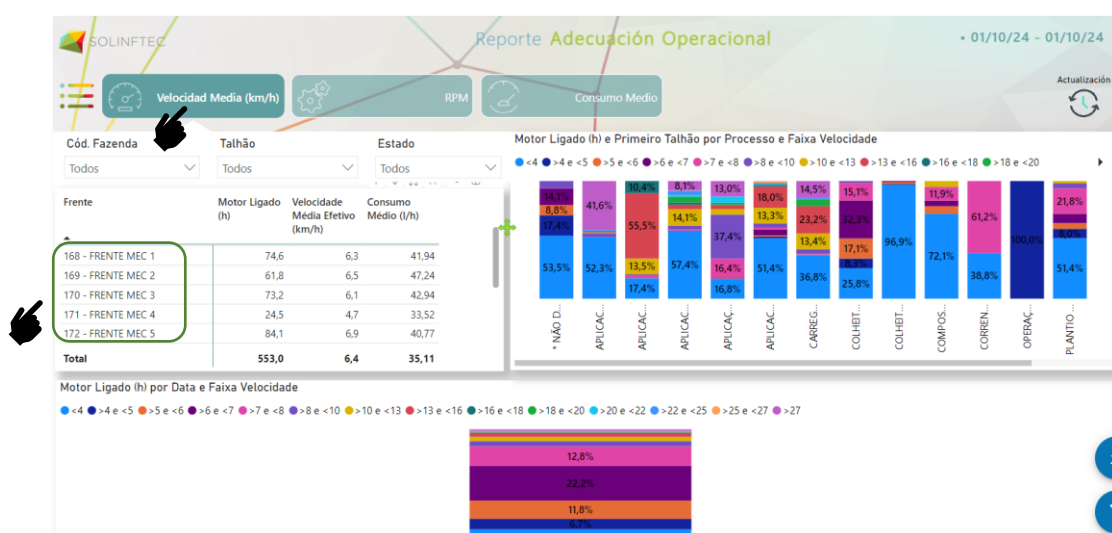 SOLINFTEC
Reporte Adecuación Operacional
• 01/10/24 - 01/10/24
Velocidad Media (km/h)
RPM
Consumo Medio
Actualización
Cód. Fazenda
Talhão
Estado
Todos
Todos
Todos
Frente
Motor Ligado (h)
Velocidade Média Efetivo (km/h)
Consumo Médio (l/h)
168 - FRENTE MEC 1 74,6 6,3 41,94
169 - FRENTE MEC 2 61,8 6,5 47,24
170 - FRENTE MEC 3 73,2 6,1 42,94
171 - FRENTE MEC 4 24,5 4,7 33,52
172 - FRENTE MEC 5 84,1 6,9 40,77
Total 553,0 6,4 35,11
Motor Ligado (h) e Primeiro Talhão por Processo e Faixa Velocidade
<4 >4 e <5 >5 e <6 >6 e <7 >7 e <8 >8 e <10 >10 e <13 >13 e <16 >16 e <18 >18 e <20
14,1% 8,8% 17,4% 53,5%
41,6% 52,3%
10,4% 55,5% 13,5% 17,4%
8,1% 14,1% 57,4%
13,0% 37,4% 16,4% 16,8%
18,0% 13,3% 51,4%
14,5% 23,2% 13,4% 36,8%
15,1% 32,3% 17,1% 8,3% 25,8%
96,9%
11,9% 72,1%
61,2% 38,8%
100,0%
21,8% 8,0% 51,4%
* NÃO D...
APLICAC...
APLICAC...
APLICAC...
APLICAÇ...
APLICAC...
CARREG...
COLHEIT...
COLHEIT...
COMPOS...
CORREN...
OPERAÇ...
PLANTIO ...
Motor Ligado (h) por Data e Faixa Velocidade
<4 >4 e <5 >5 e <6 >6 e <7 >7 e <8 >8 e <10 >10 e <13 >13 e <16 >16 e <18 >18 e <20 >20 e <22 >22 e <25 >25 e <27 >27
12,8%
22,2%
11,8%
6,7%